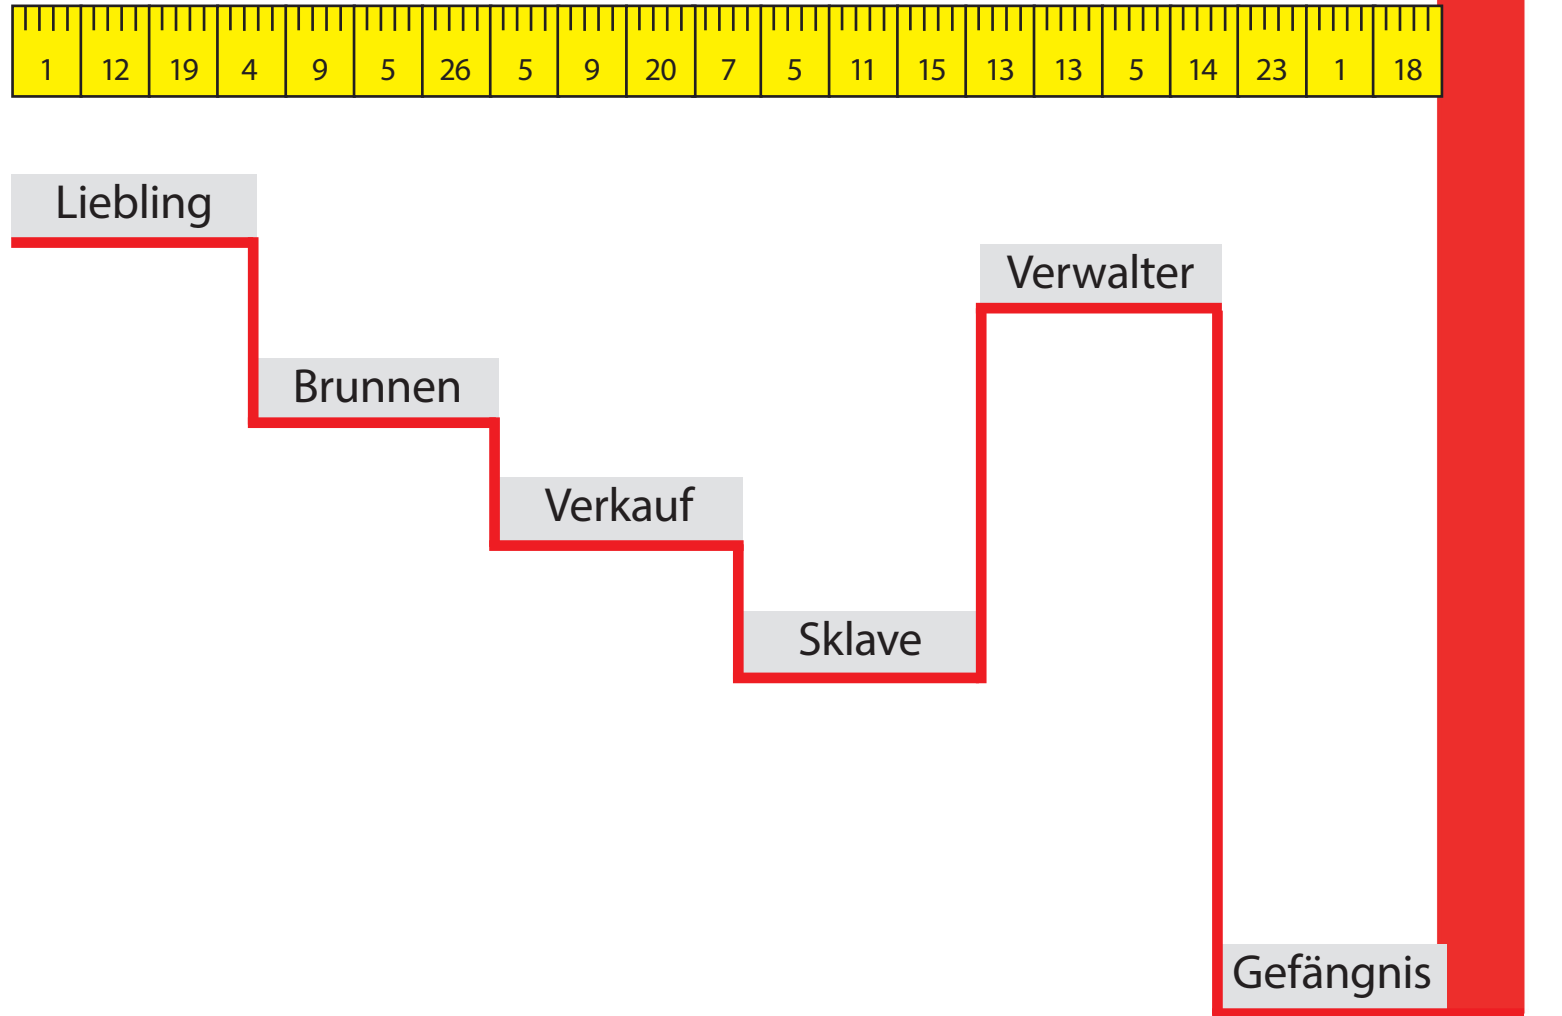 1 12 19 4 9 5 26 5 9 20 7 5 11 15 13 13 5 14 23 1 18
Liebling
Verwalter
Brunnen
Verkauf
Sklave
Gefängnis